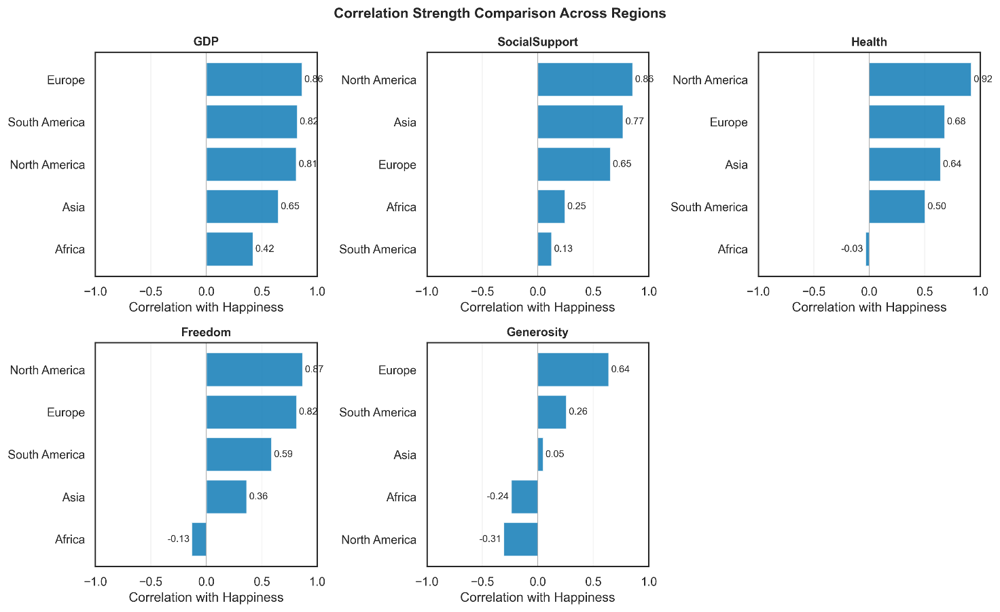 Correlation Strength Comparison Across Regions
GDP
Europe
0.86
South America
0.82
North America
0.81
Asia
0.65
Africa
0.42
−1.0 −0.5 0.0 0.5 1.0
Correlation with Happiness
SocialSupport
North America
0.86
Asia
0.77
Europe
0.65
Africa
0.25
South America
0.13
−1.0 −0.5 0.0 0.5 1.0
Correlation with Happiness
Health
North America
0.92
Europe
0.68
Asia
0.64
South America
0.50
Africa
-0.03
−1.0 −0.5 0.0 0.5 1.0
Correlation with Happiness
Freedom
North America
0.87
Europe
0.82
South America
0.59
Asia
0.36
Africa
-0.13
−1.0 −0.5 0.0 0.5 1.0
Correlation with Happiness
Generosity
Europe
0.64
South America
0.26
Asia
0.05
Africa
-0.24
North America
-0.31
−1.0 −0.5 0.0 0.5 1.0
Correlation with Happiness